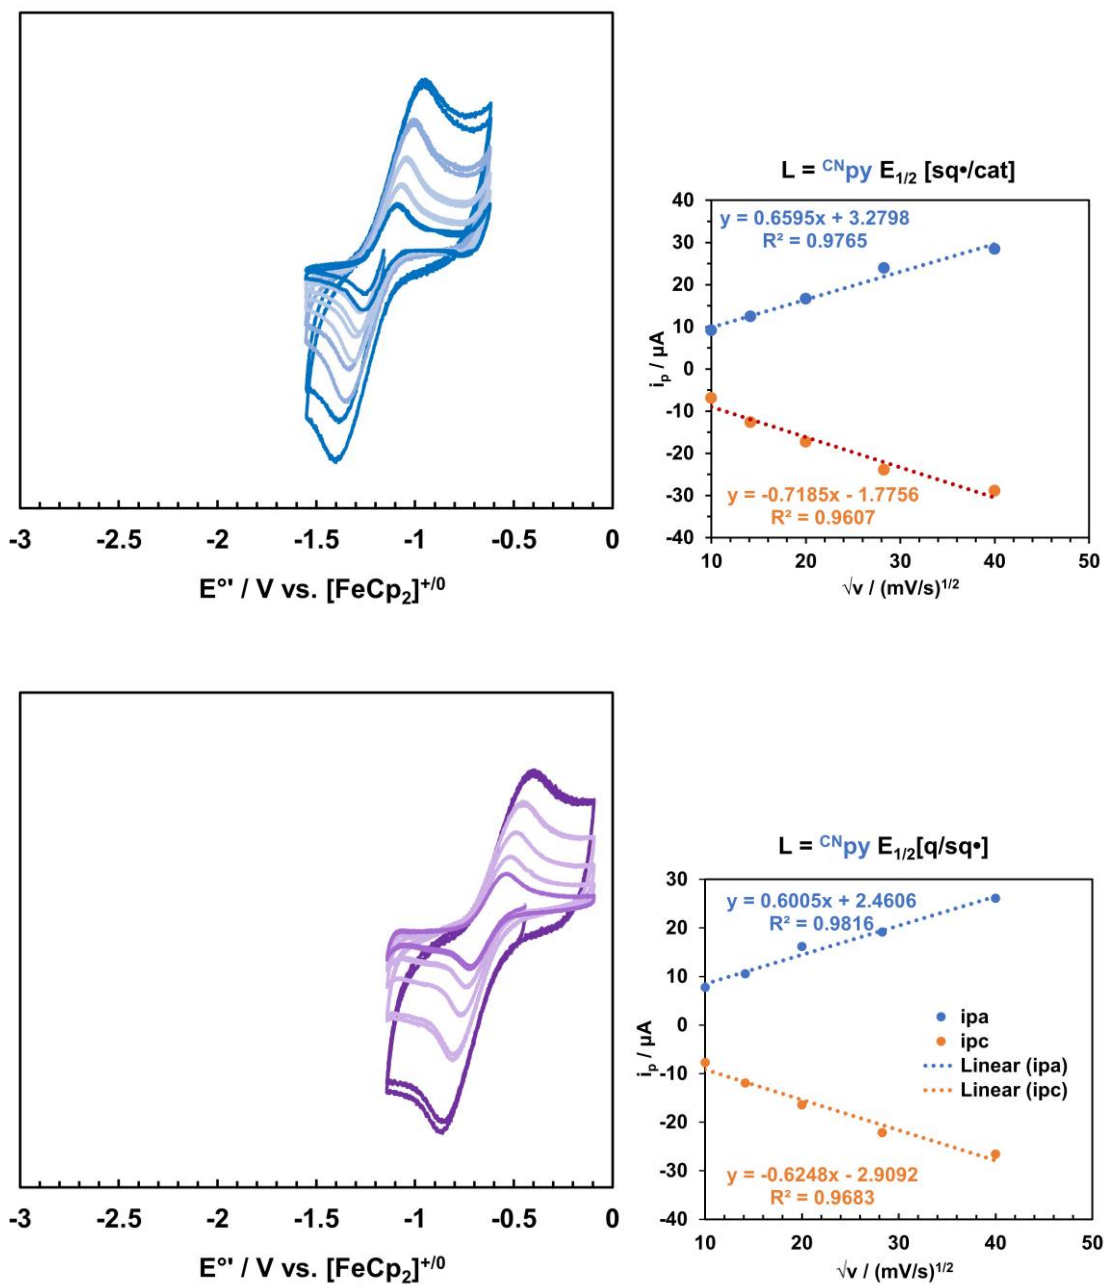 -3 -2.5 -2 -1.5 -1 -0.5 0
E°' / V vs. [FeCp₂]⁺/⁰
L = ᶜᴺpy E₁/₂ [sq•/cat]
40
30
20
10
0
-10
-20
-30
-40
iₚ / µA
y = 0.6595x + 3.2798
R² = 0.9765
y = -0.7185x - 1.7756
R² = 0.9607
10 20 30 40 50
√v / (mV/s)¹/²
-3 -2.5 -2 -1.5 -1 -0.5 0
E°' / V vs. [FeCp₂]⁺/⁰
L = ᶜᴺpy E₁/₂[q/sq•]
30
20
10
0
-10
-20
-30
-40
iₚ / µA
y = 0.6005x + 2.4606
R² = 0.9816
ipa
ipc
Linear (ipa)
Linear (ipc)
y = -0.6248x - 2.9092
R² = 0.9683
10 20 30 40 50
√v / (mV/s)¹/²